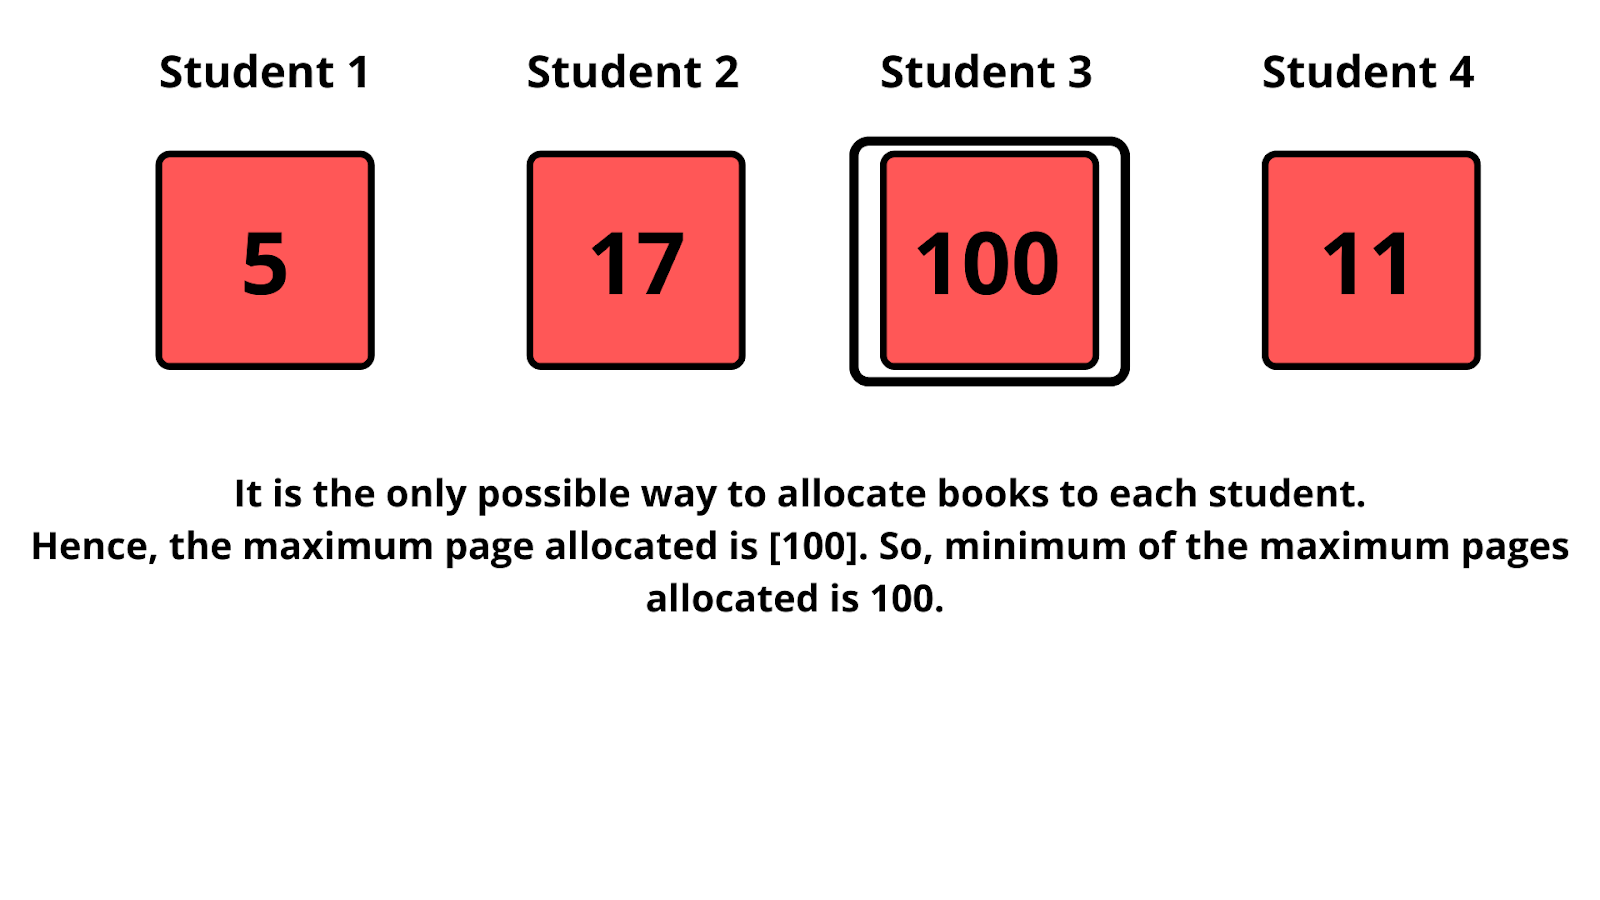 Student 1 Student 2 Student 3 Student 4
5 17 100 11
It is the only possible way to allocate books to each student.
Hence, the maximum page allocated is [100]. So, minimum of the maximum pages
allocated is 100.